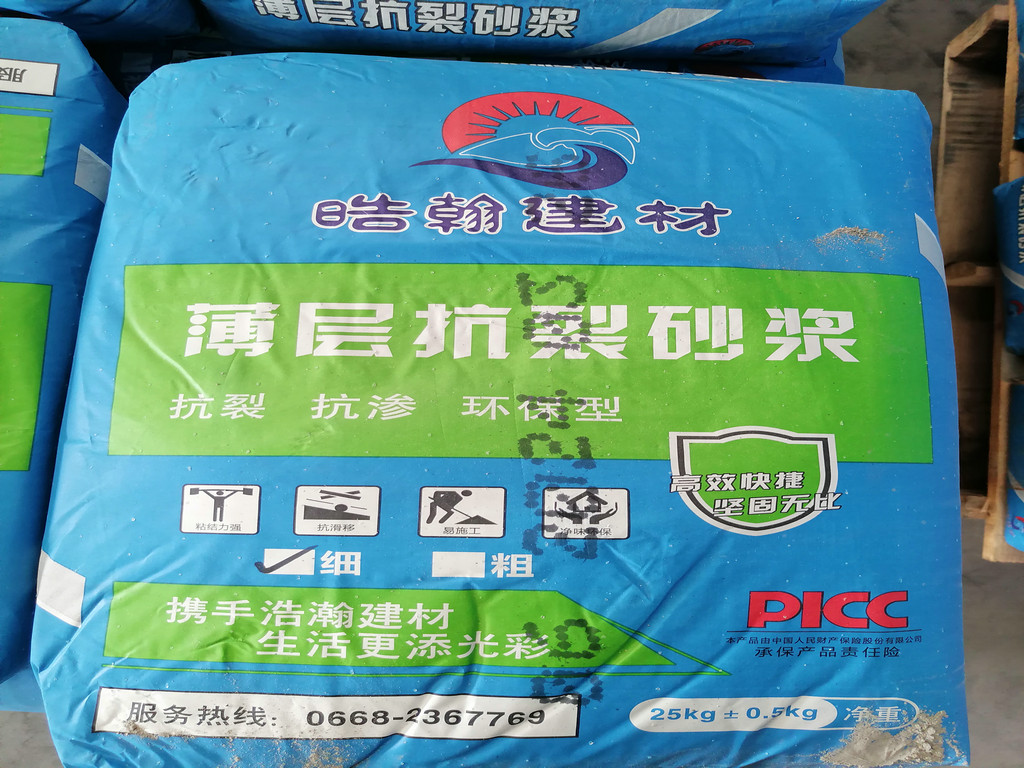 薄层抗裂砂浆
皓翰建材
薄层抗裂砂浆
抗裂 抗渗 环保型
高效快捷
坚固无比
粘结力强
抗滑移
易施工
净味环保
细
粗
携手浩瀚建材
生活更添光彩
PICC
本产品由中国人民财产保险股份有限公司
承保产品责任险
服务热线: 0668-2367769
25kg ± 0.5kg 净重